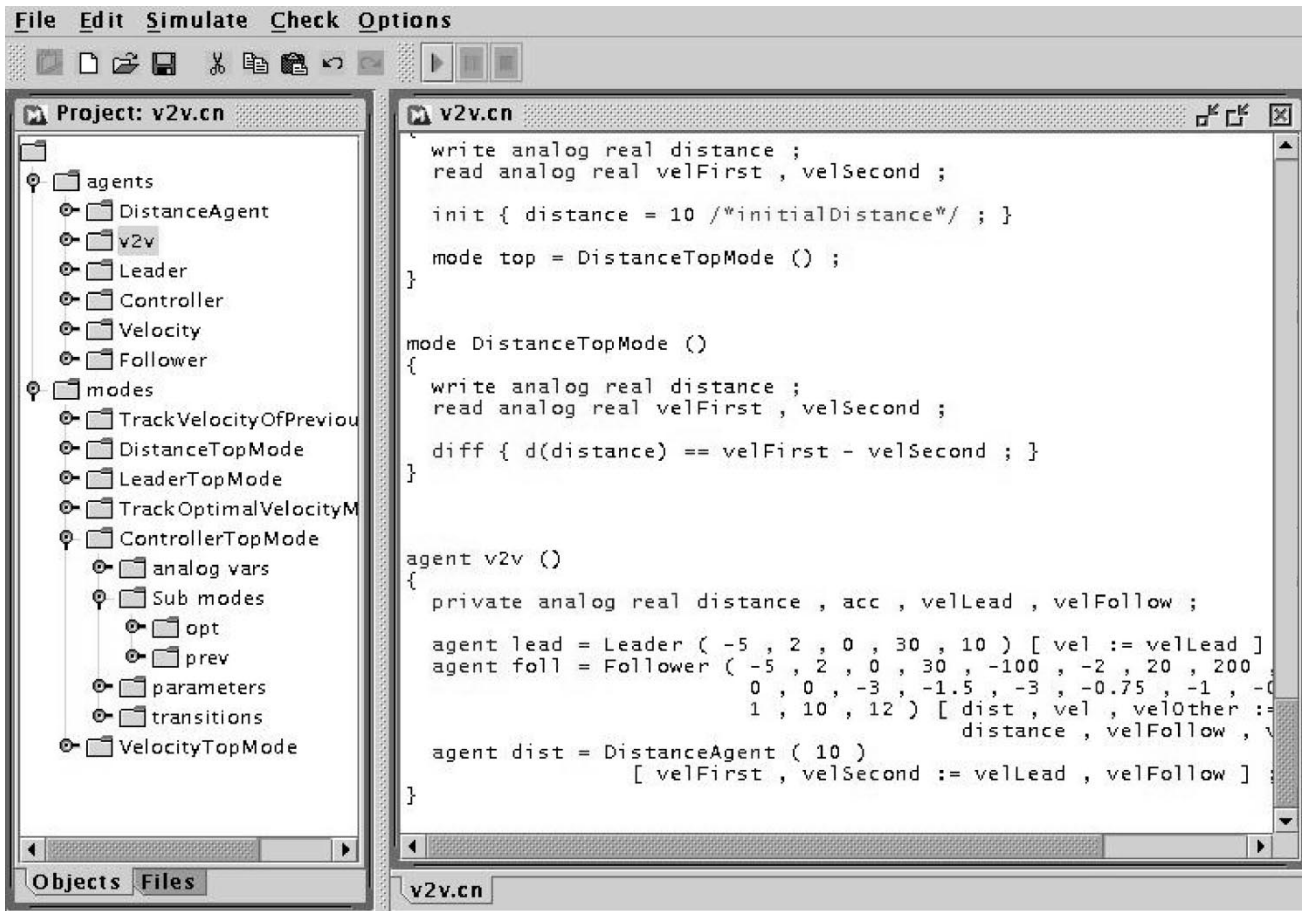 File Edit Simulate Check Options
Project: v2v.cn
agents
DistanceAgent
v2v
Leader
Controller
Velocity
Follower
modes
TrackVelocityOfPreviou
DistanceTopMode
LeaderTopMode
TrackOptimalVelocityM
ControllerTopMode
analog vars
Sub modes
opt
prev
parameters
transitions
VelocityTopMode
Objects Files
v2v.cn
{
write analog real distance ;
read analog real velFirst , velSecond ;
init { distance = 10 /*initialDistance*/ ; }
mode top = DistanceTopMode () ;
}
mode DistanceTopMode ()
{
write analog real distance ;
read analog real velFirst , velSecond ;
diff { d(distance) == velFirst - velSecond ; }
}
agent v2v ()
{
private analog real distance , acc , velLead , velFollow ;
agent lead = Leader ( -5 , 2 , 0 , 30 , 10 ) [ vel := velLead ]
agent foll = Follower ( -5 , 2 , 0 , 30 , -100 , -2 , 20 , 200 ,
0 , 0 , -3 , -1.5 , -3 , -0.75 , -1 , -0
1 , 10 , 12 ) [ dist , vel , velOther :=
distance , velFollow ,
agent dist = DistanceAgent ( 10 )
[ velFirst , velSecond := velLead , velFollow ] ;
}
v2v.cn